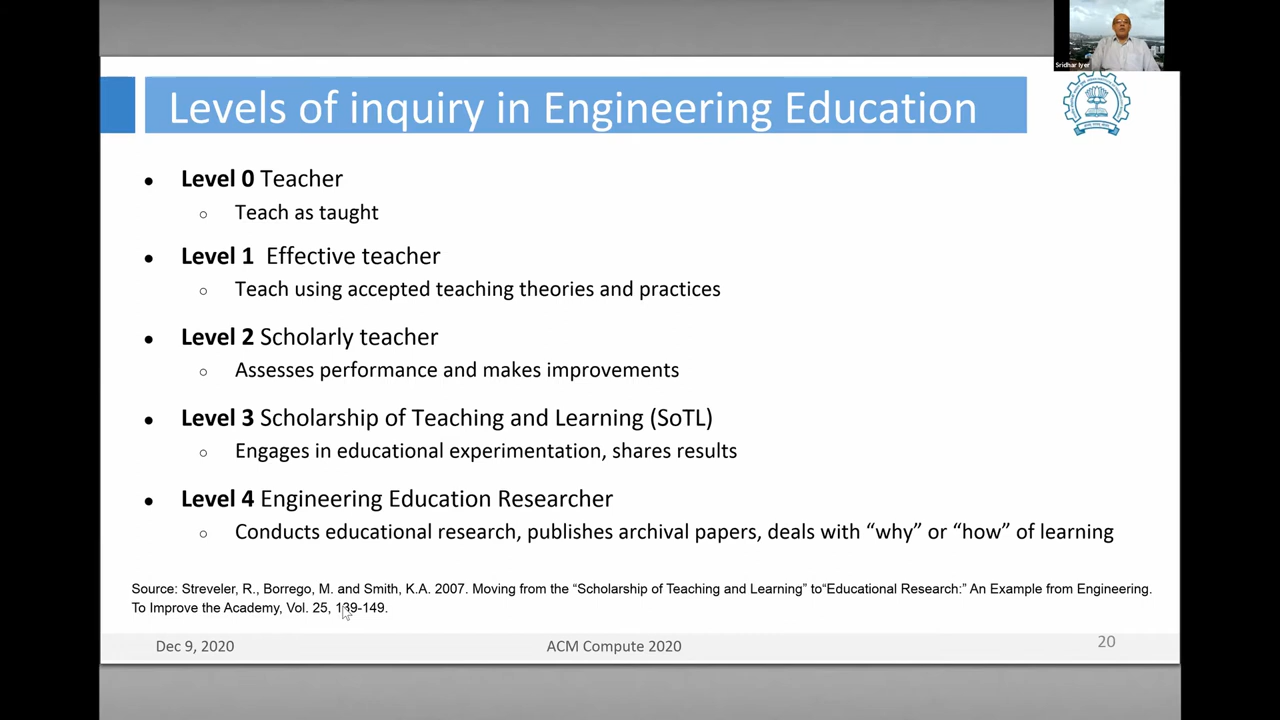 Sridhar Iyer
Levels of inquiry in Engineering Education
• Level 0 Teacher
○ Teach as taught
• Level 1 Effective teacher
○ Teach using accepted teaching theories and practices
• Level 2 Scholarly teacher
○ Assesses performance and makes improvements
• Level 3 Scholarship of Teaching and Learning (SoTL)
○ Engages in educational experimentation, shares results
• Level 4 Engineering Education Researcher
○ Conducts educational research, publishes archival papers, deals with “why” or “how” of learning
Source: Streveler, R., Borrego, M. and Smith, K.A. 2007. Moving from the “Scholarship of Teaching and Learning” to“Educational Research:” An Example from Engineering.
To Improve the Academy, Vol. 25, 139-149.
Dec 9, 2020
ACM Compute 2020
20